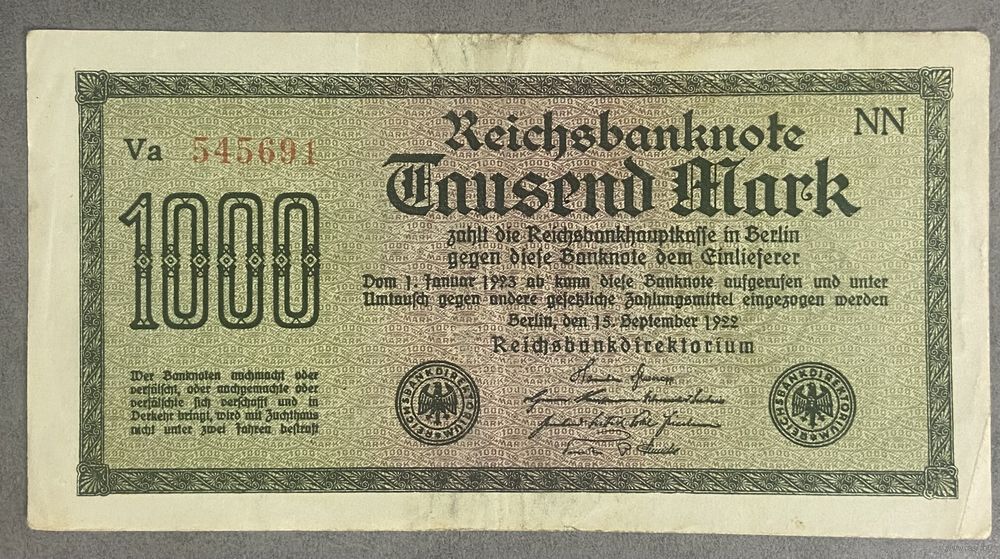 NN
Va 545691
Reichsbanknote
Tausend Mark
1000
zahlt die Reichsbankhauptkasse in Berlin
gegen diese Banknote dem Einlieferer
Vom 1. Januar 1923 ab kann diese Banknote aufgerufen und unter
Umtausch gegen andere gesetzliche Zahlungsmittel eingezogen werden
Berlin, den 15. September 1922
Reichsbankdirektorium
Wer Banknoten nachmacht oder
verfälscht, oder nachgemachte oder
verfälschte sich verschafft und in
Verkehr bringt, wird mit Zuchthaus
nicht unter zwei Jahren bestraft
REICHSBANKDIREKTORIUM
REICHSBANKDIREKTORIUM